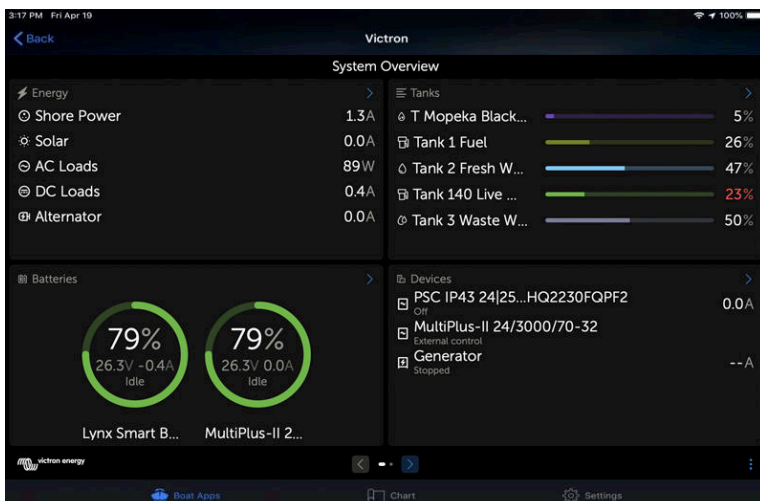 3:17 PM Fri Apr 19 100%
Back Victron
System Overview
Energy
Shore Power 1.3A
Solar 0.0A
AC Loads 89W
DC Loads 0.4A
Alternator 0.0A
Tanks
T Mopeka Black... 5%
Tank 1 Fuel 26%
Tank 2 Fresh W... 47%
Tank 140 Live ... 23%
Tank 3 Waste W... 50%
Batteries
79% 79%
26.3V -0.4A 26.3V 0.0A
Idle Idle
Lynx Smart B... MultiPlus-II 2...
Devices
PSC IP43 24|25...HQ2230FQPF2 0.0A
Off
MultiPlus-II 24/3000/70-32
External control
Generator --A
Stopped
victron energy
Boat Apps Chart Settings